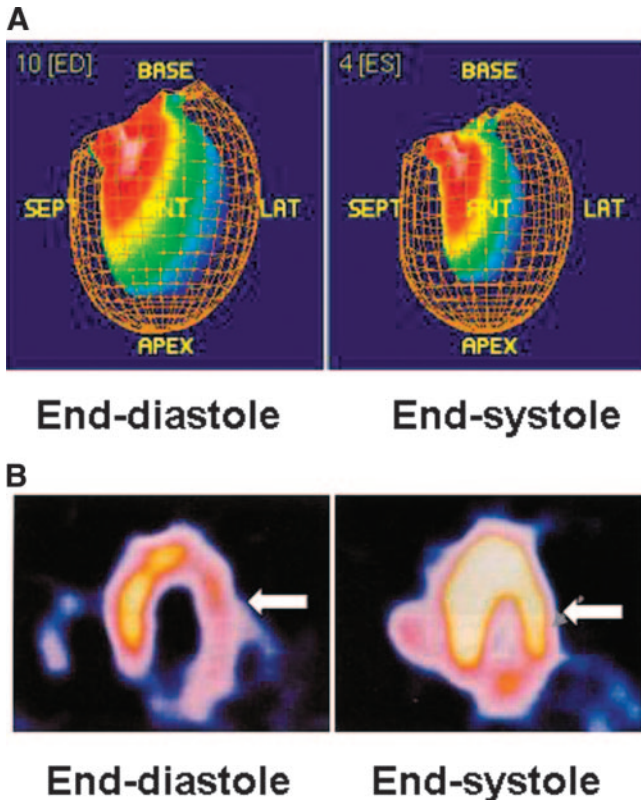 A
10 [ED]
BASE
SEPT
ANT
LAT
APEX
4 [ES]
BASE
SEPT
ANT
LAT
APEX
End-diastole
End-systole
B
End-diastole
End-systole